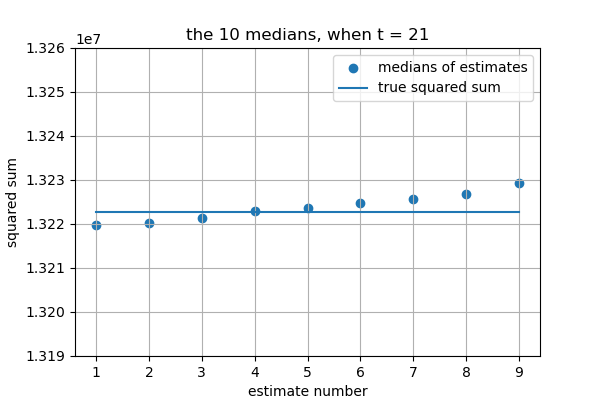 the 10 medians, when t = 21
1e7
medians of estimates
true squared sum
1.326
1.325
1.324
1.323
1.322
1.321
1.320
1.319
squared sum
1 2 3 4 5 6 7 8 9
estimate number